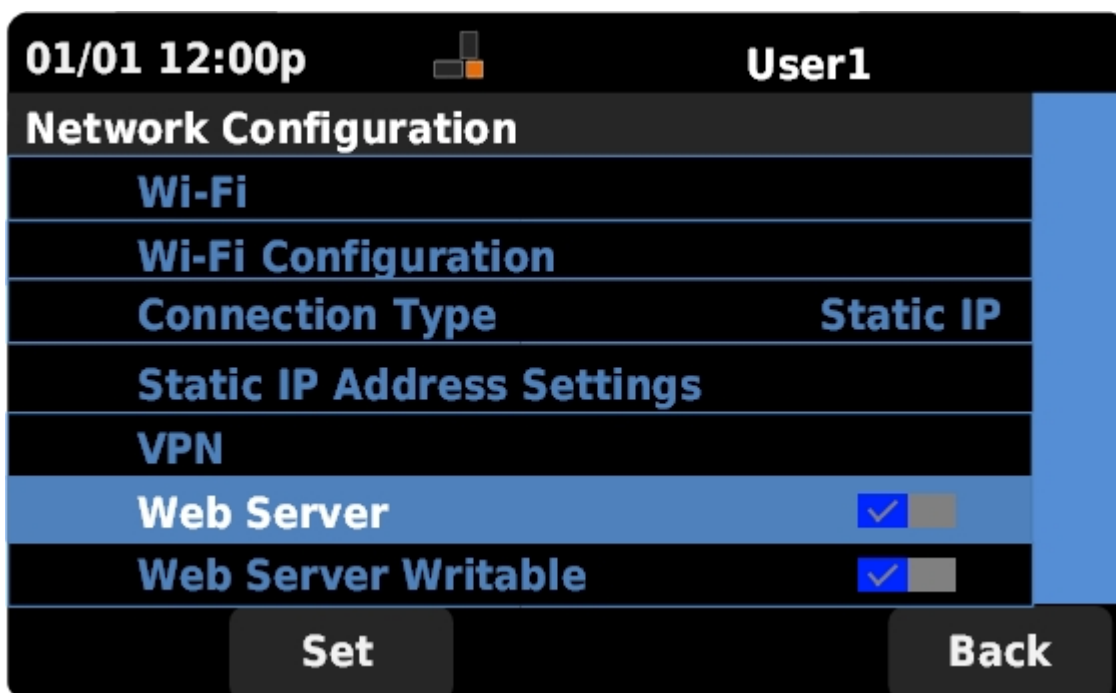 01/01 12:00p User1
Network Configuration
Wi-Fi
Wi-Fi Configuration
Connection Type Static IP
Static IP Address Settings
VPN
Web Server
Web Server Writable
Set Back